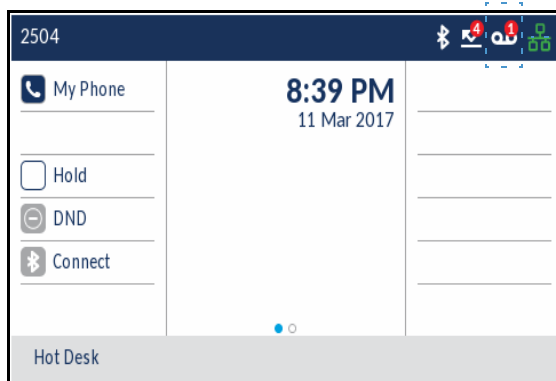 2504
4
1
My Phone
8:39 PM
11 Mar 2017
Hold
DND
Connect
Hot Desk